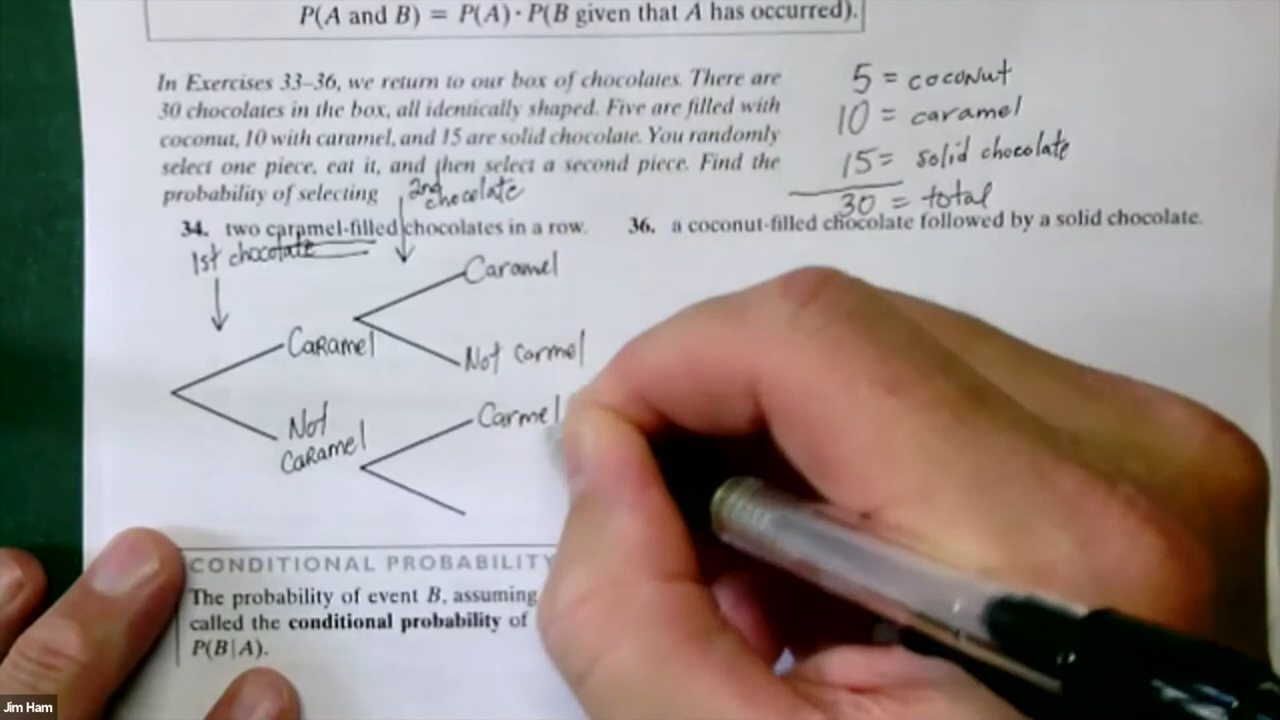 P(A and B) = P(A) · P(B given that A has occurred).
In Exercises 33–36, we return to our box of chocolates. There are
30 chocolates in the box, all identically shaped. Five are filled with
coconut, 10 with caramel, and 15 are solid chocolate. You randomly
select one piece, eat it, and then select a second piece. Find the
probability of selecting
5 = coconut
10 = caramel
15 = solid chocolate
30 = total
2nd
chocolate
34. two caramel-filled chocolates in a row.
36. a coconut-filled chocolate followed by a solid chocolate.
1st chocolate
Caramel
Caramel
Not Carmel
Not
Caramel
Carmel
CONDITIONAL PROBABILITY
The probability of event B, assuming
called the conditional probability of
P(B|A).
Jim Ham